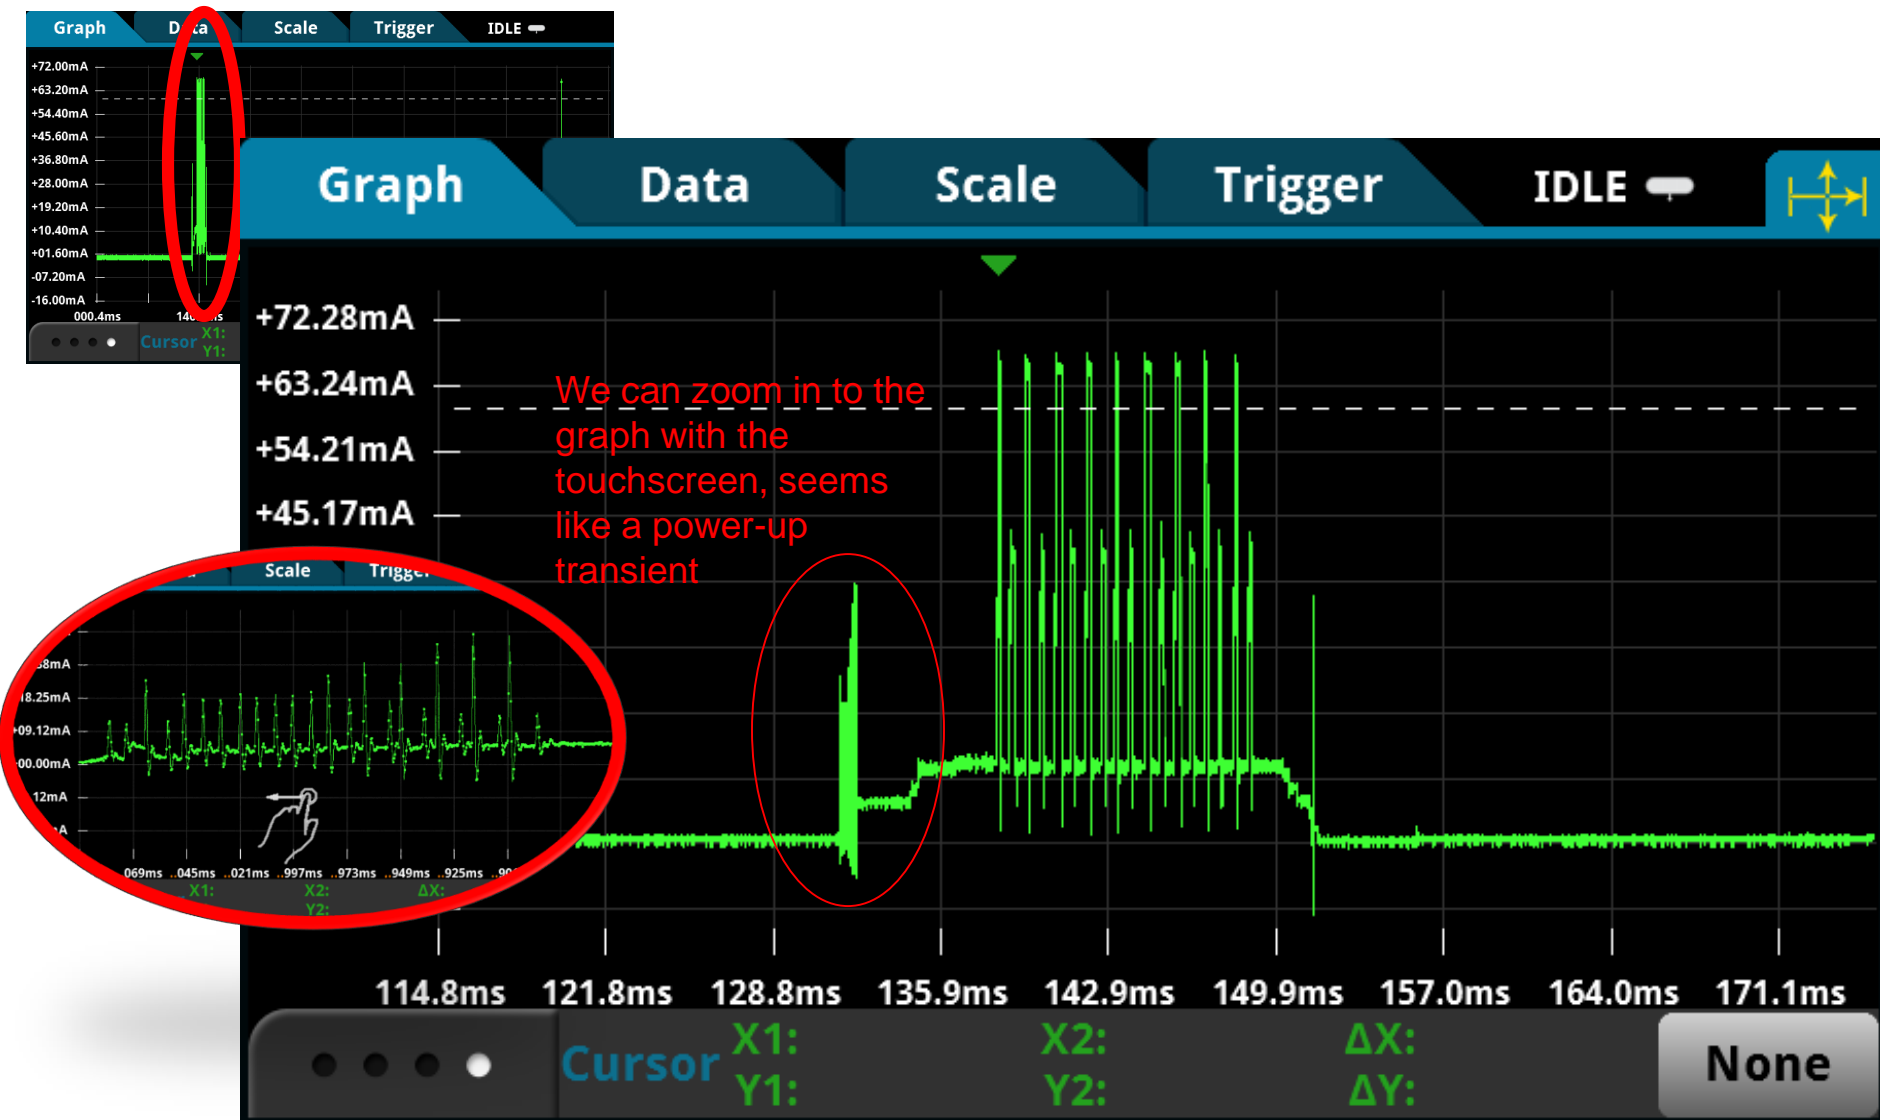 Graph Data Scale Trigger IDLE
+72.00mA
+63.20mA
+54.40mA
+45.60mA
+36.80mA
+28.00mA
+19.20mA
+10.40mA
+01.60mA
-07.20mA
-16.00mA
000.4ms
Cursor X1:
Y1:
Graph Data Scale Trigger IDLE
+72.28mA
+63.24mA
+54.21mA
+45.17mA
We can zoom in to the
graph with the
touchscreen, seems
like a power-up
transient
114.8ms 121.8ms 128.8ms 135.9ms 142.9ms 149.9ms 157.0ms 164.0ms 171.1ms
Cursor X1: X2: ΔX:
Y1: Y2: ΔY:
None
Scale
8.25mA
+09.12mA
00.00mA
12mA
069ms ..045ms ..021ms ..997ms ..973ms ..949ms ..925ms
X1: X2: ΔX:
Y2: